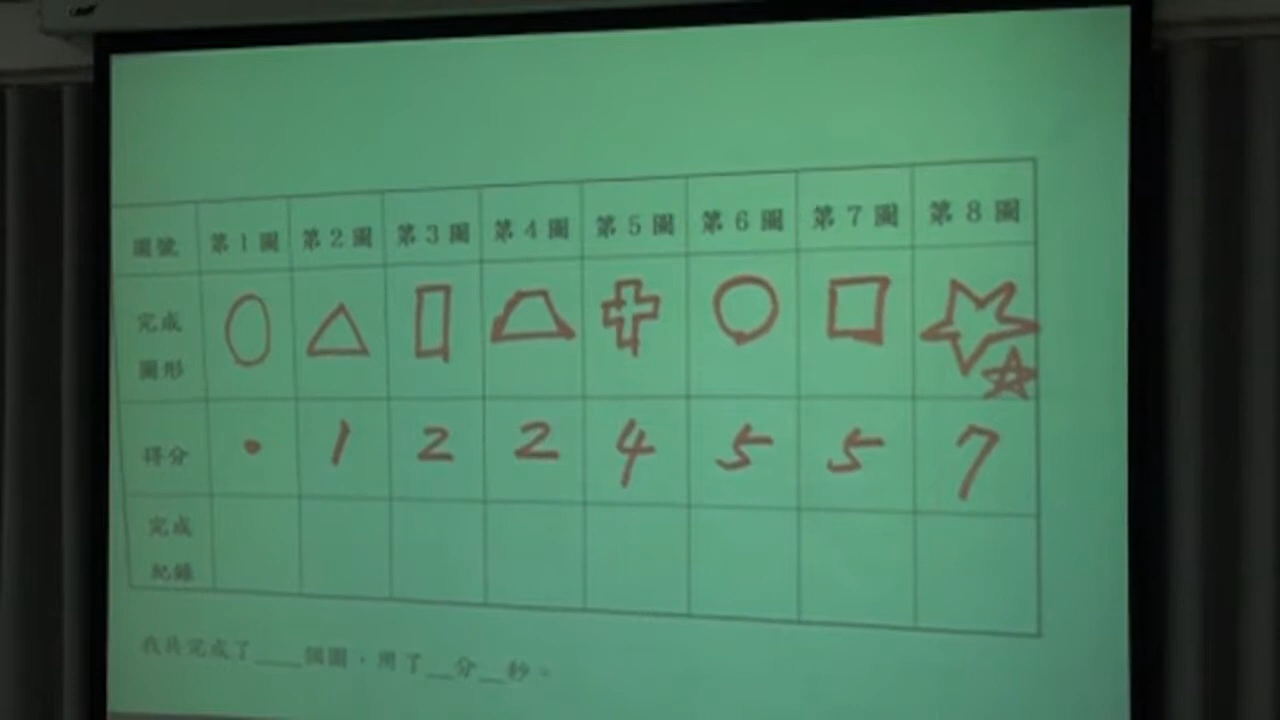 圖號 第1圖 第2圖 第3圖 第4圖 第5圖 第6圖 第7圖 第8圖
完成
圖形
得分 • 1 2 2 4 5 5 7
完成
紀錄
我共完成了____個圖,用了__分__秒。